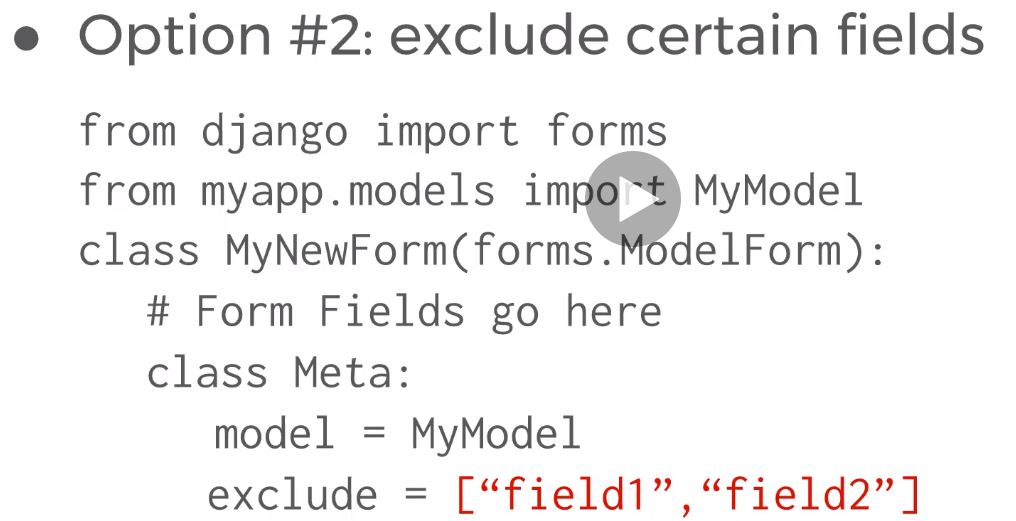 • Option #2: exclude certain fields
from django import forms
from myapp.models import MyModel
class MyNewForm(forms.ModelForm):
# Form Fields go here
class Meta:
model = MyModel
exclude = [“field1”,“field2”]